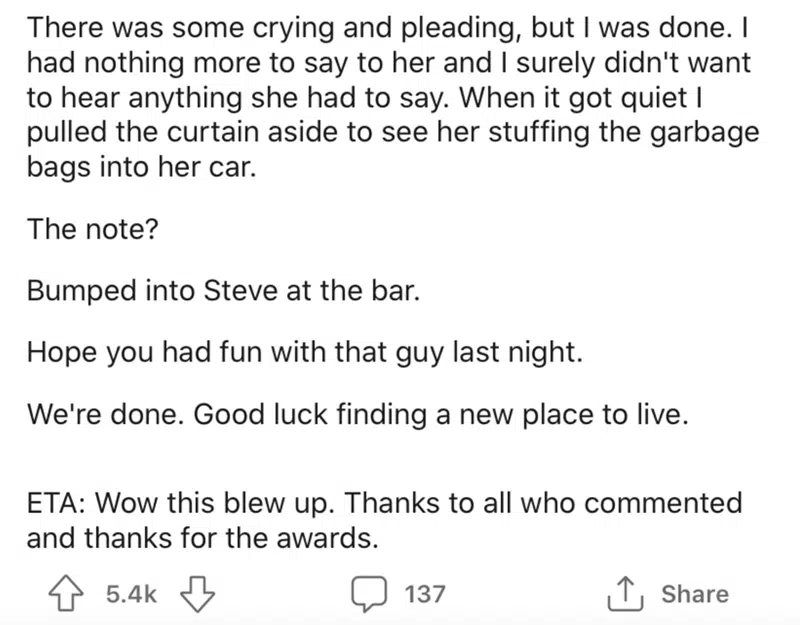 There was some crying and pleading, but I was done. I
had nothing more to say to her and I surely didn't want
to hear anything she had to say. When it got quiet I
pulled the curtain aside to see her stuffing the garbage
bags into her car.
The note?
Bumped into Steve at the bar.
Hope you had fun with that guy last night.
We're done. Good luck finding a new place to live.
ETA: Wow this blew up. Thanks to all who commented
and thanks for the awards.
5.4k 137 Share